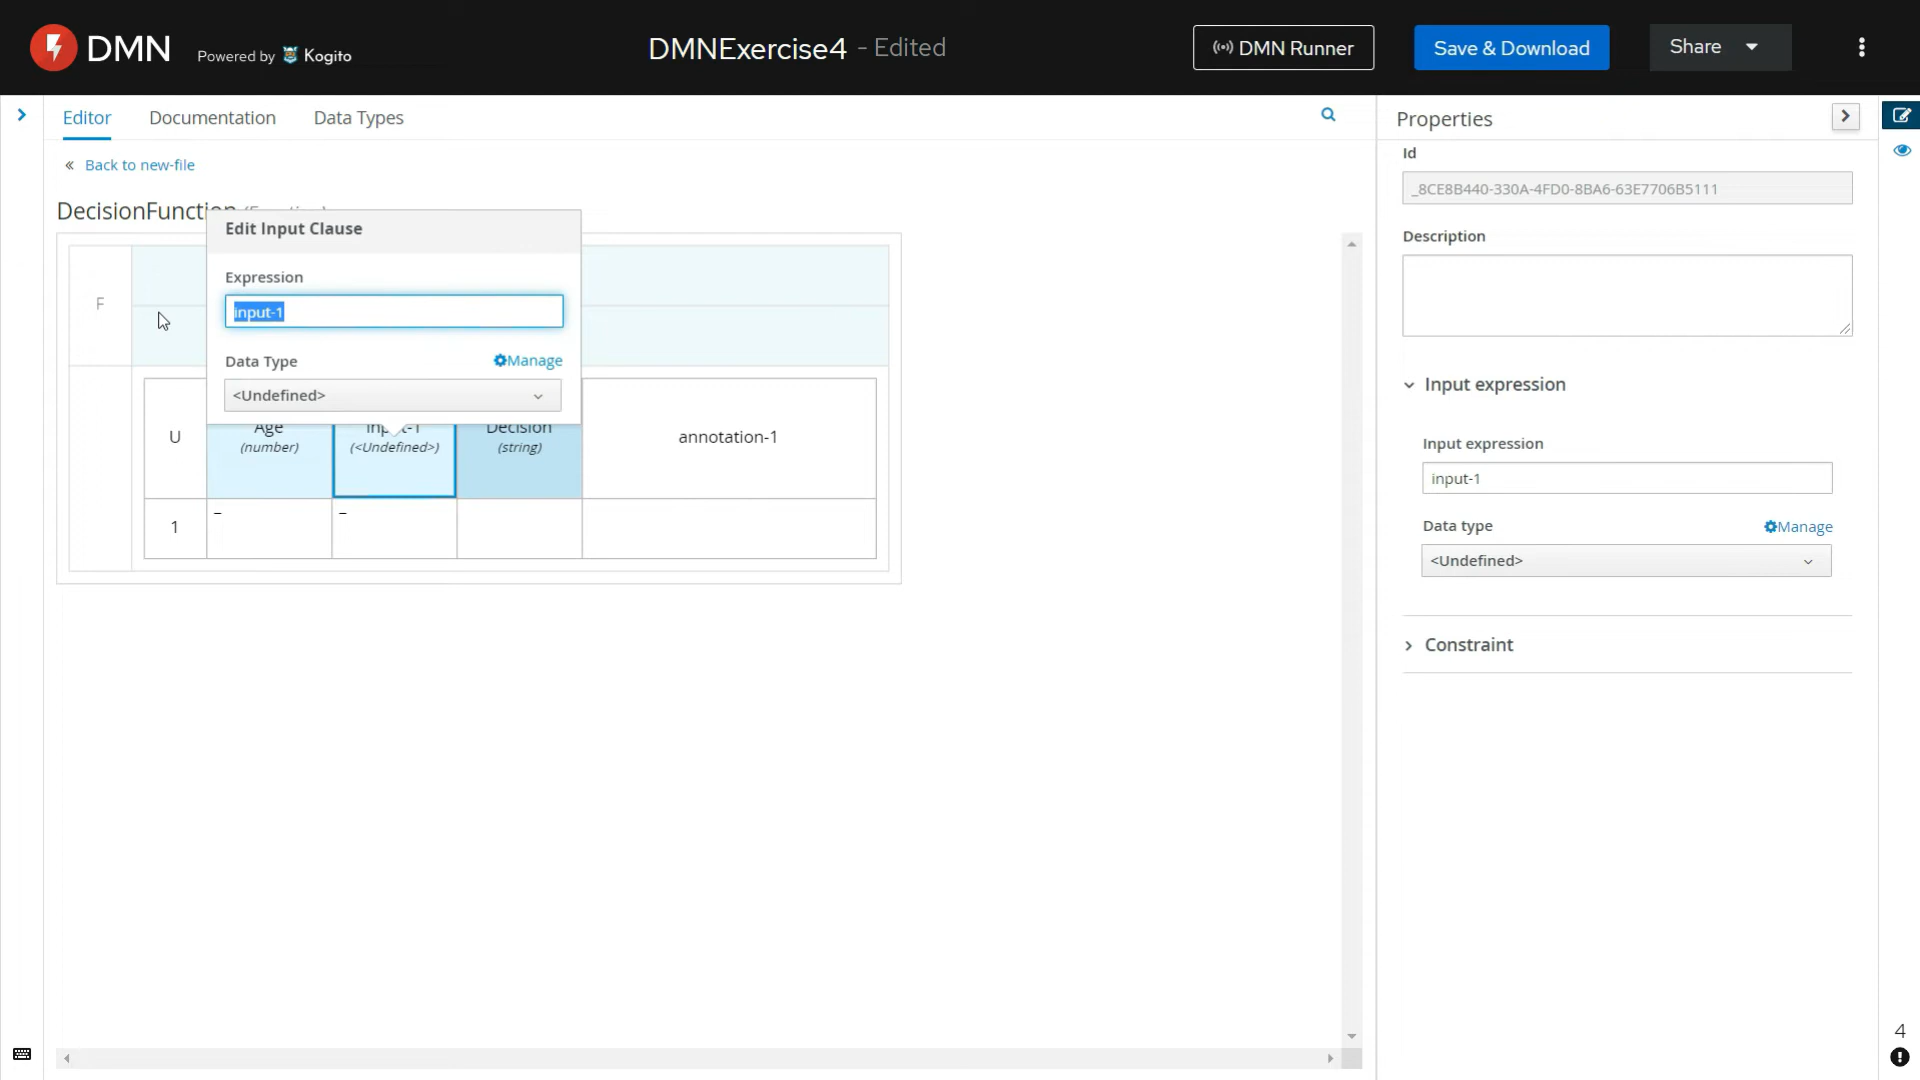 DMN Powered by Kogito
DMNExercise4 - Edited
DMN Runner
Save & Download
Share
Editor
Documentation
Data Types
« Back to new-file
DecisionFunction
Edit Input Clause
Expression
input-1
Data Type
Manage
<Undefined>
F
U
Age
(number)
input-1
(<Undefined>)
Decision
(string)
annotation-1
1
–
–
Properties
Id
_8CE8B440-330A-4FD0-8BA6-63E7706B5111
Description
Input expression
Input expression
input-1
Data type
Manage
<Undefined>
Constraint
4